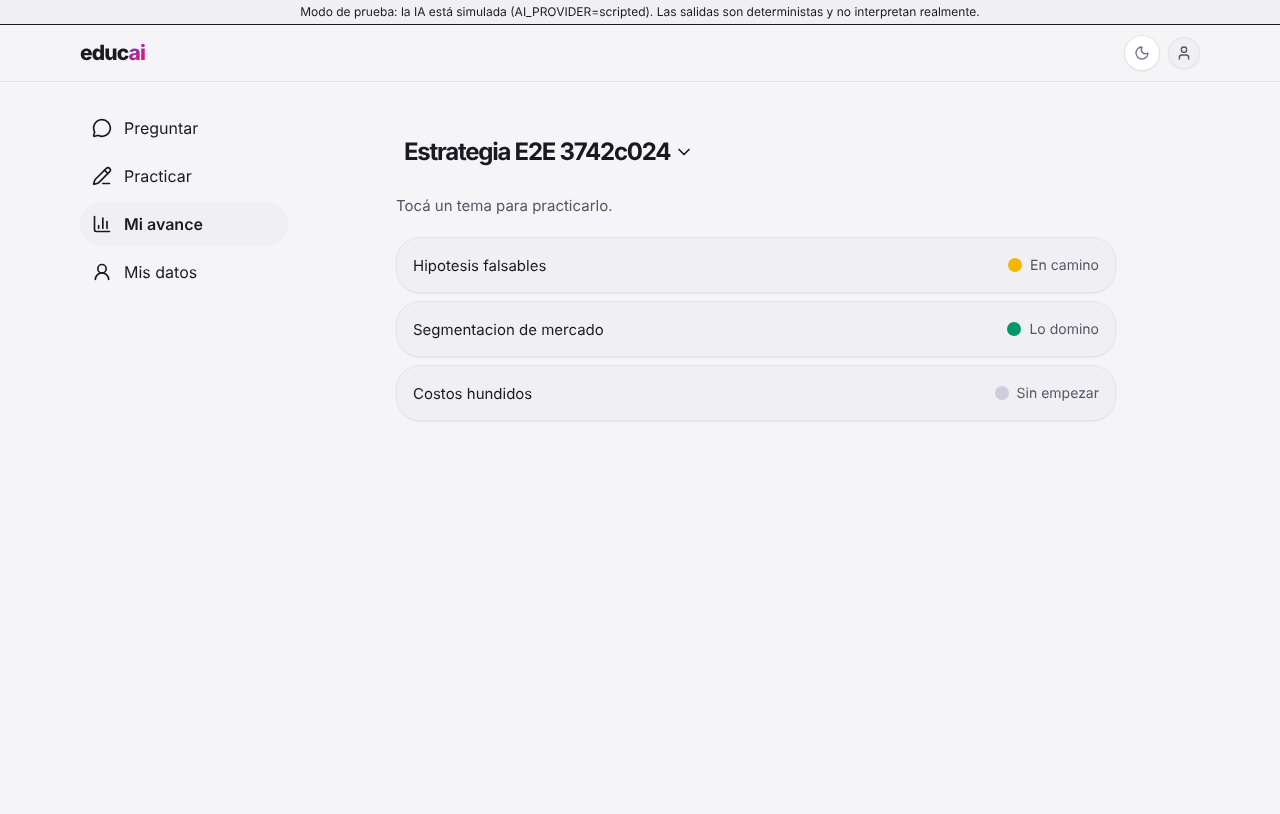 Modo de prueba: la IA está simulada (AI_PROVIDER=scripted). Las salidas son deterministas y no interpretan realmente.
educai
Preguntar
Practicar
Mi avance
Mis datos
Estrategia E2E 3742c024
Tocá un tema para practicarlo.
Hipotesis falsables
En camino
Segmentacion de mercado
Lo domino
Costos hundidos
Sin empezar